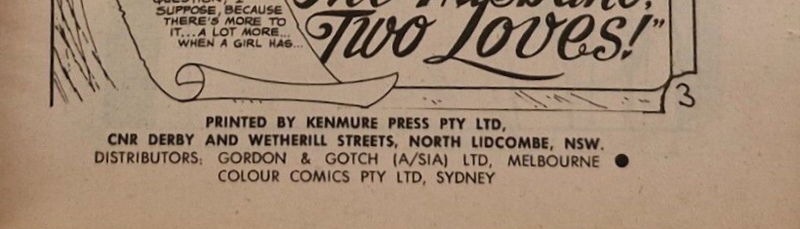 SUPPOSE, BECAUSE
THERE'S MORE TO
IT...A LOT MORE...
WHEN A GIRL HAS...
Two Loves!"
3
PRINTED BY KENMURE PRESS PTY LTD,
CNR DERBY AND WETHERILL STREETS, NORTH LIDCOMBE, NSW.
DISTRIBUTORS: GORDON & GOTCH (A/SIA) LTD, MELBOURNE ●
COLOUR COMICS PTY LTD, SYDNEY